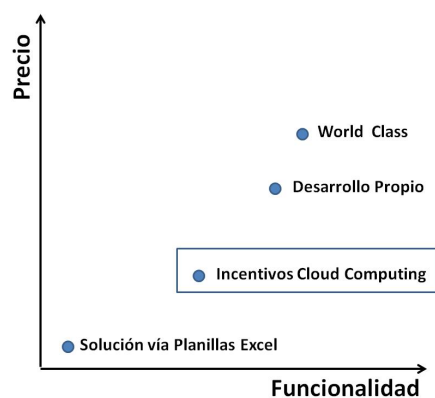 Precio
World Class
Desarrollo Propio
Incentivos Cloud Computing
Solución vía Planillas Excel
Funcionalidad